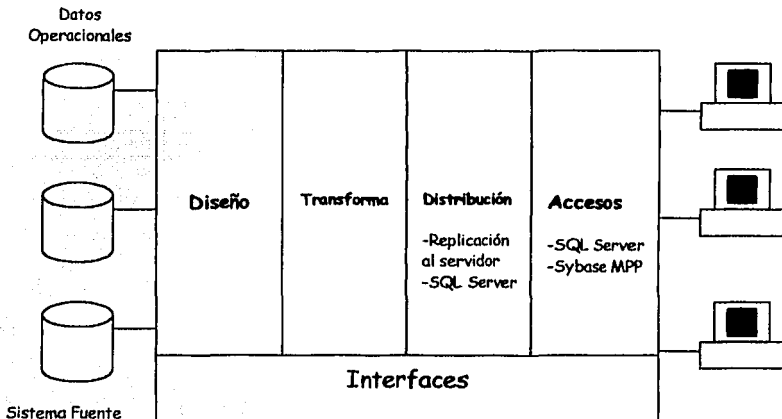 Datos
Operacionales
Diseño
Transforma
Distribución
-Replicación
al servidor
-SQL Server
Accesos
-SQL Server
-Sybase MPP
Interfaces
Sistema Fuente